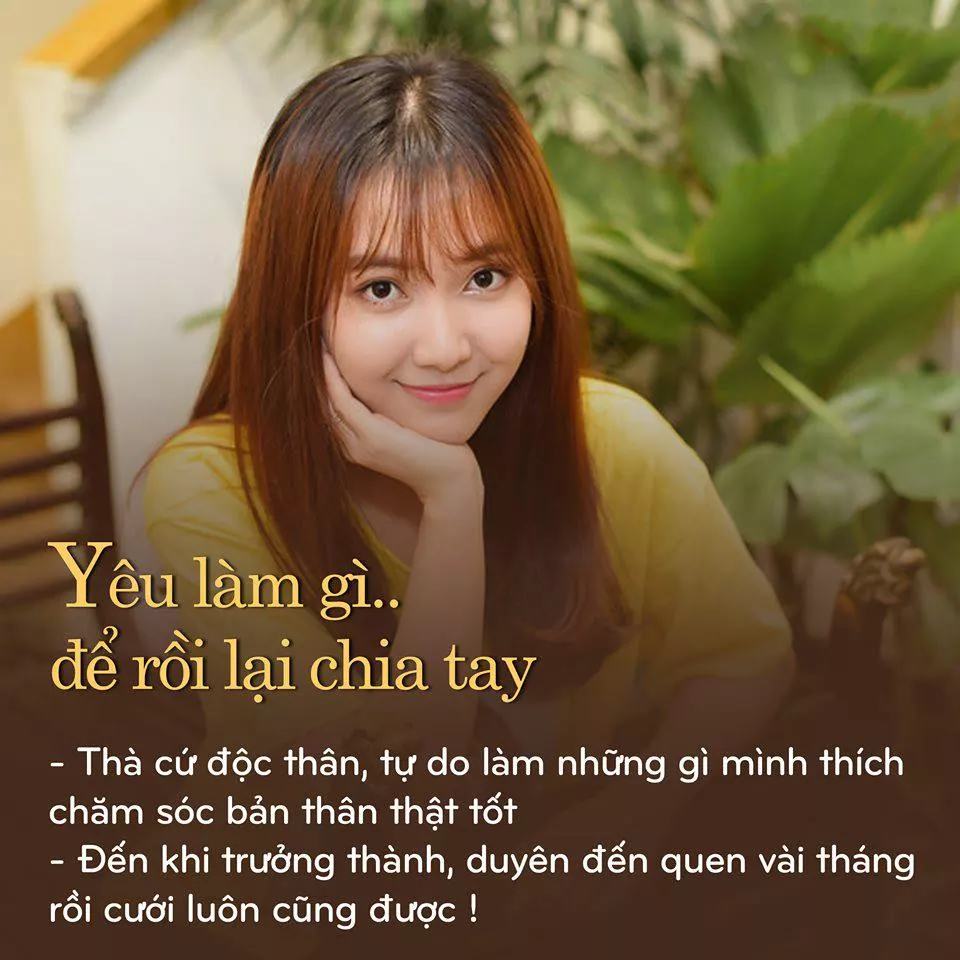 Yêu làm gì..
để rồi lại chia tay
- Thà cứ độc thân, tự do làm những gì mình thích
chăm sóc bản thân thật tốt
- Đến khi trưởng thành, duyên đến quen vài tháng
rồi cưới luôn cũng được !